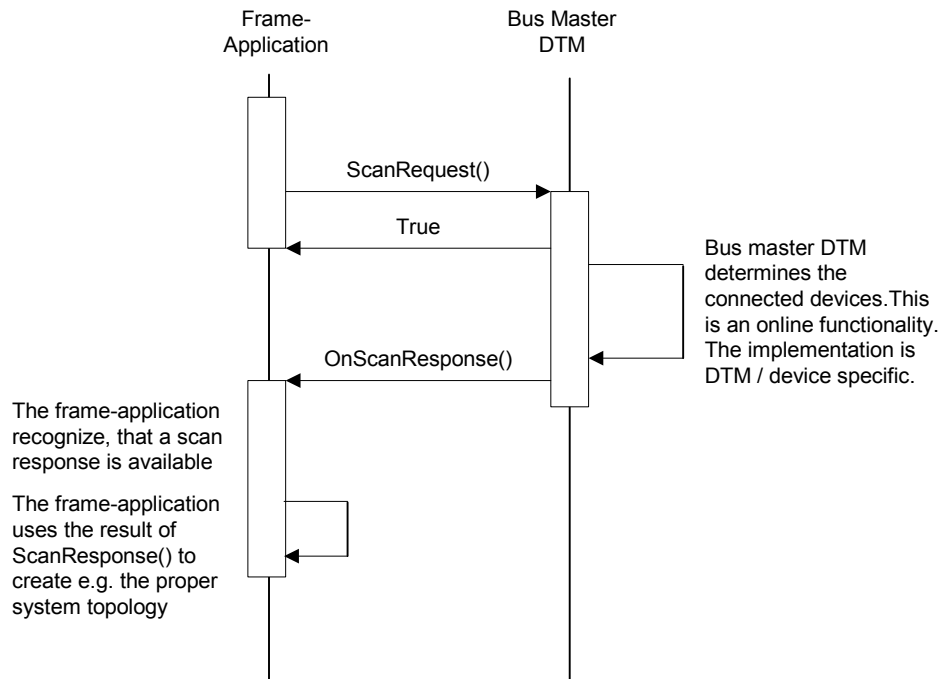 Frame-
Application
Bus Master
DTM
ScanRequest()
True
Bus master DTM
determines the
connected devices.This
is an online functionality.
The implementation is
DTM / device specific.
OnScanResponse()
The frame-application
recognize, that a scan
response is available
The frame-application
uses the result of
ScanResponse() to
create e.g. the proper
system topology